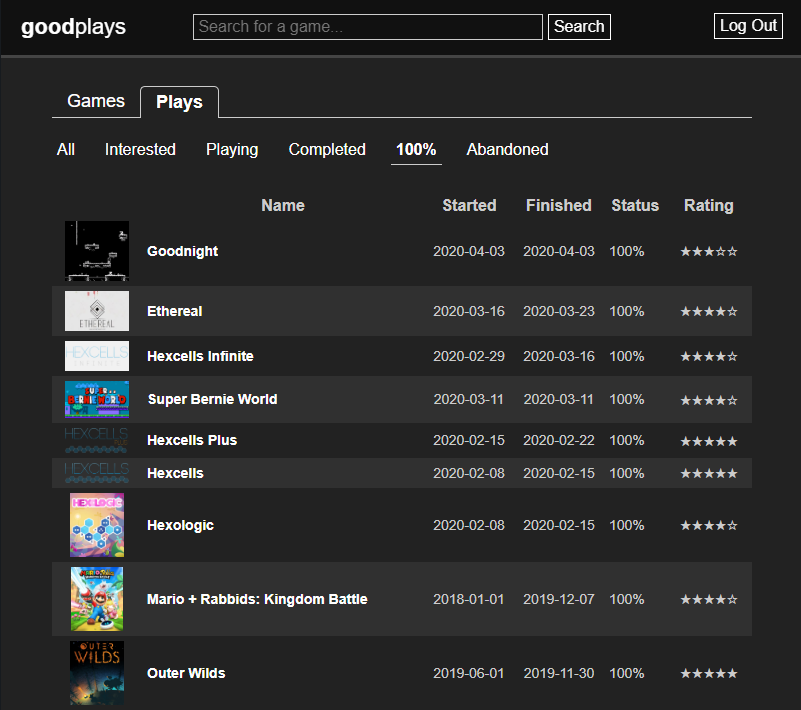 goodplays Search for a game... Search Log Out
Games Plays
All Interested Playing Completed 100% Abandoned
Name Started Finished Status Rating
Goodnight 2020-04-03 2020-04-03 100% ★★★☆☆
ETHEREAL Ethereal 2020-03-16 2020-03-23 100% ★★★★☆
HEXCELLS INFINITE Hexcells Infinite 2020-02-29 2020-03-16 100% ★★★★☆
SUPER BERNIE WORLD Super Bernie World 2020-03-11 2020-03-11 100% ★★★★☆
HEXCELLS PLUS Hexcells Plus 2020-02-15 2020-02-22 100% ★★★★★
HEXCELLS Hexcells 2020-02-08 2020-02-15 100% ★★★★★
HEXOLOGIC Hexologic 2020-02-08 2020-02-15 100% ★★★★☆
Mario + Rabbids: Kingdom Battle 2018-01-01 2019-12-07 100% ★★★★☆
OUTER WILDS Outer Wilds 2019-06-01 2019-11-30 100% ★★★★★